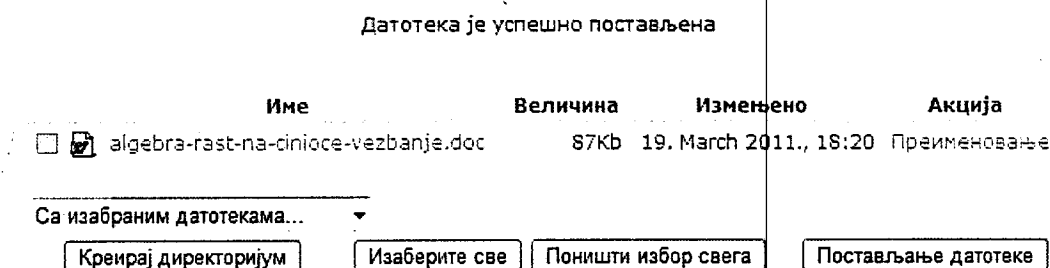 Датотека је успешно постављена
Име Величина Измењено Акција
algebra-rast-na-cinioce-vezbanje.doc 87Kb 19. March 2011., 18:20 Преименовање
Са изабраним датотекама...
Креирај директоријум Изаберите све Поништи избор свега Постављање датотеке